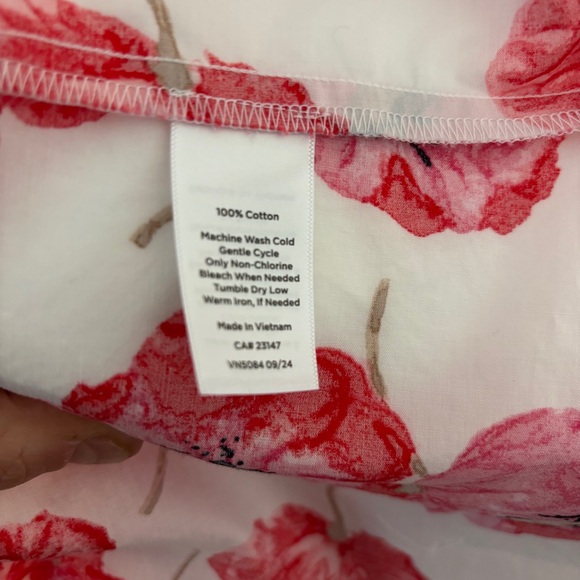 100% Cotton
Machine Wash Cold
Gentle Cycle
Only Non-Chlorine
Bleach When Needed
Tumble Dry Low
Warm Iron, If Needed
Made In Vietnam
CA# 23147
VN5084 09/24